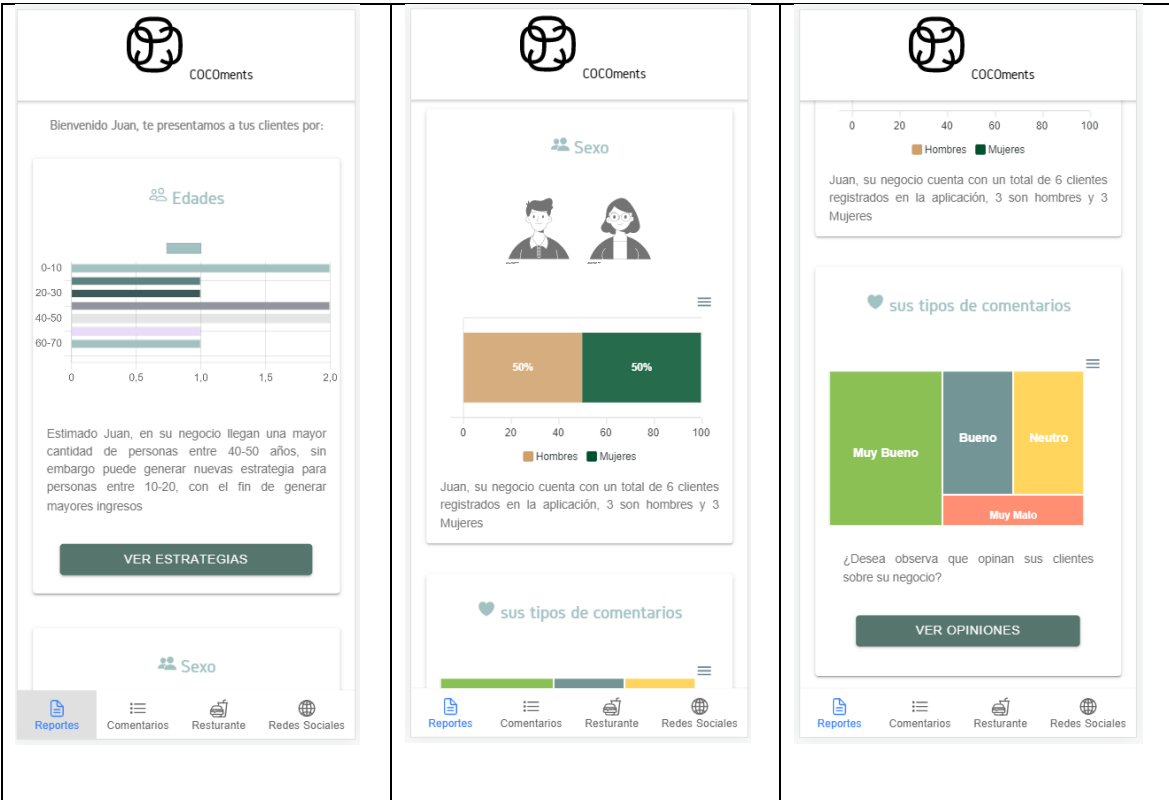 COCOments
Bienvenido Juan, te presentamos a tus clientes por:
Edades
0-10
20-30
40-50
60-70
0
0,5
1,0
1,5
2,0
Estimado Juan, en su negocio llegan una mayor
cantidad de personas entre 40-50 años, sin
embargo puede generar nuevas estrategia para
personas entre 10-20, con el fin de generar
mayores ingresos
VER ESTRATEGIAS
Sexo
Reportes
Comentarios
Resturante
Redes Sociales
COCOments
Sexo
50%
50%
0
20
40
60
80
100
Hombres
Mujeres
Juan, su negocio cuenta con un total de 6 clientes
registrados en la aplicación, 3 son hombres y 3
Mujeres
sus tipos de comentarios
Reportes
Comentarios
Resturante
Redes Sociales
COCOments
0
20
40
60
80
100
Hombres
Mujeres
Juan, su negocio cuenta con un total de 6 clientes
registrados en la aplicación, 3 son hombres y 3
Mujeres
sus tipos de comentarios
Muy Bueno
Bueno
Neutro
Muy Malo
¿Desea observa que opinan sus clientes
sobre su negocio?
VER OPINIONES
Reportes
Comentarios
Resturante
Redes Sociales